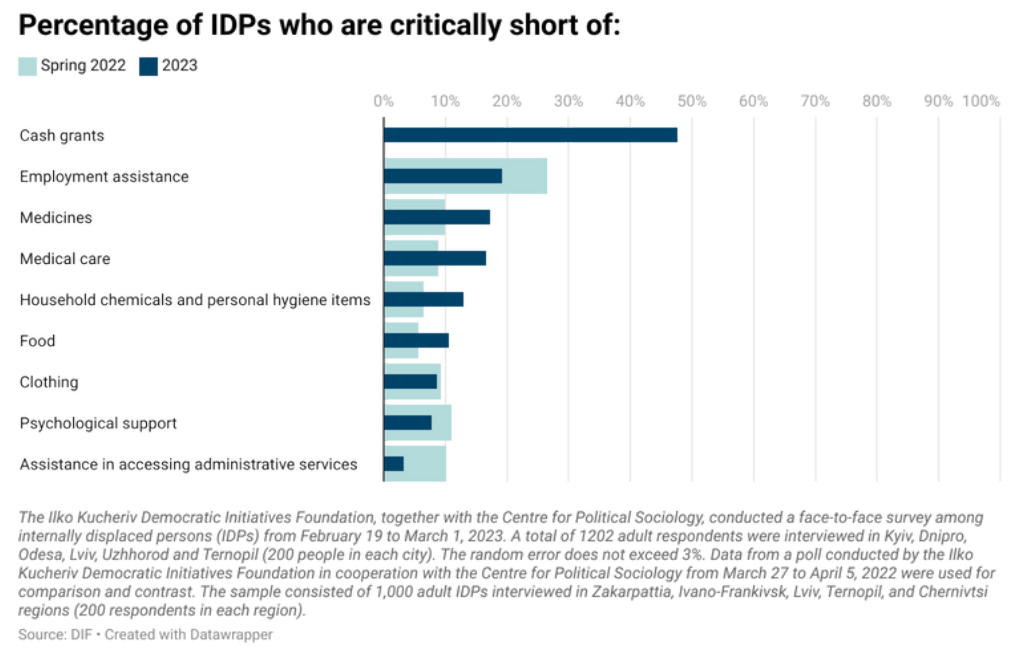 Percentage of IDPs who are critically short of:
Spring 2022 2023
0% 10% 20% 30% 40% 50% 60% 70% 80% 90% 100%
Cash grants
Employment assistance
Medicines
Medical care
Household chemicals and personal hygiene items
Food
Clothing
Psychological support
Assistance in accessing administrative services
The Ilko Kucheriv Democratic Initiatives Foundation, together with the Centre for Political Sociology, conducted a face-to-face survey among
internally displaced persons (IDPs) from February 19 to March 1, 2023. A total of 1202 adult respondents were interviewed in Kyiv, Dnipro,
Odesa, Lviv, Uzhhorod and Ternopil (200 people in each city). The random error does not exceed 3%. Data from a poll conducted by the Ilko
Kucheriv Democratic Initiatives Foundation in cooperation with the Centre for Political Sociology from March 27 to April 5, 2022 were used for
comparison and contrast. The sample consisted of 1,000 adult IDPs interviewed in Zakarpattia, Ivano-Frankivsk, Lviv, Ternopil, and Chernivtsi
regions (200 respondents in each region).
Source: DIF • Created with Datawrapper